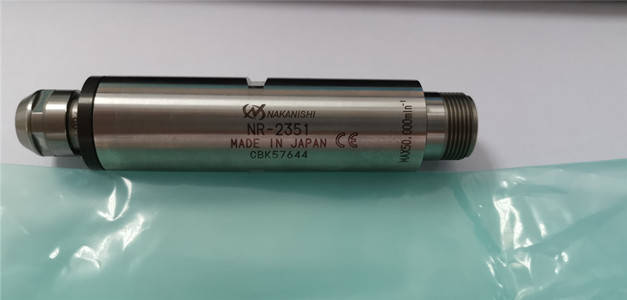 NAKANISHI
NR-2351
MADE IN JAPAN CE
CBK57644
MAX50,000min⁻¹